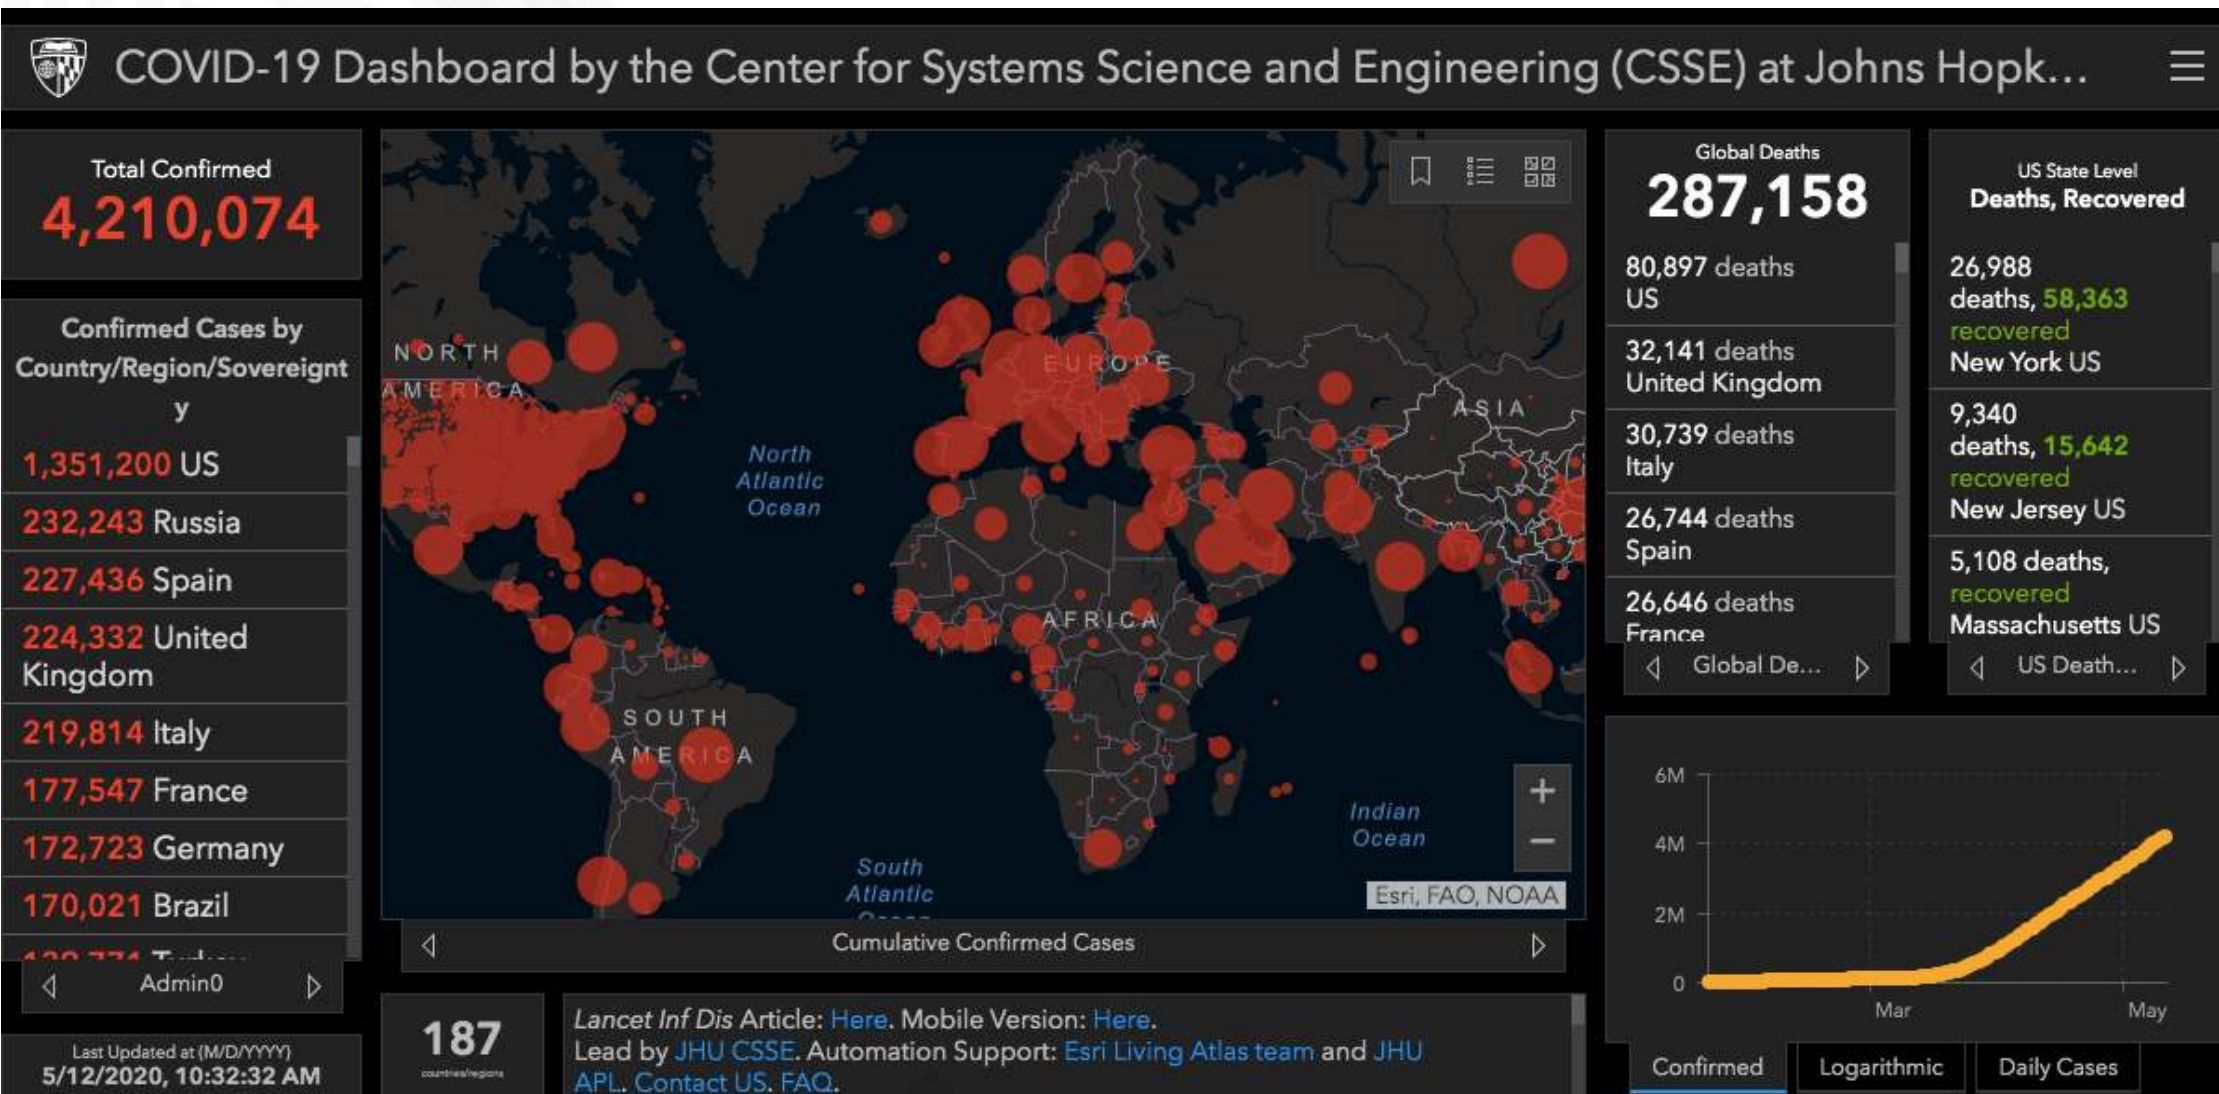 COVID-19 Dashboard by the Center for Systems Science and Engineering (CSSE) at Johns Hopk...
Total Confirmed
4,210,074
Confirmed Cases by
Country/Region/Sovereignt
y
1,351,200 US
232,243 Russia
227,436 Spain
224,332 United
Kingdom
219,814 Italy
177,547 France
172,723 Germany
170,021 Brazil
Admin0
Last Updated at (M/D/YYYY)
5/12/2020, 10:32:32 AM
NORTH
AMERICA
North
Atlantic
Ocean
EUROPE
ASIA
AFRICA
SOUTH
AMERICA
Indian
Ocean
South
Atlantic
Ocean
+
−
Esri, FAO, NOAA
Cumulative Confirmed Cases
187
countries/regions
Lancet Inf Dis Article: Here. Mobile Version: Here.
Lead by JHU CSSE. Automation Support: Esri Living Atlas team and JHU
APL. Contact US. FAQ.
Global Deaths
287,158
80,897 deaths
US
32,141 deaths
United Kingdom
30,739 deaths
Italy
26,744 deaths
Spain
26,646 deaths
France
Global De...
US State Level
Deaths, Recovered
26,988
deaths, 58,363
recovered
New York US
9,340
deaths, 15,642
recovered
New Jersey US
5,108 deaths,
recovered
Massachusetts US
US Death...
6M
4M
2M
0
Mar
May
Confirmed
Logarithmic
Daily Cases